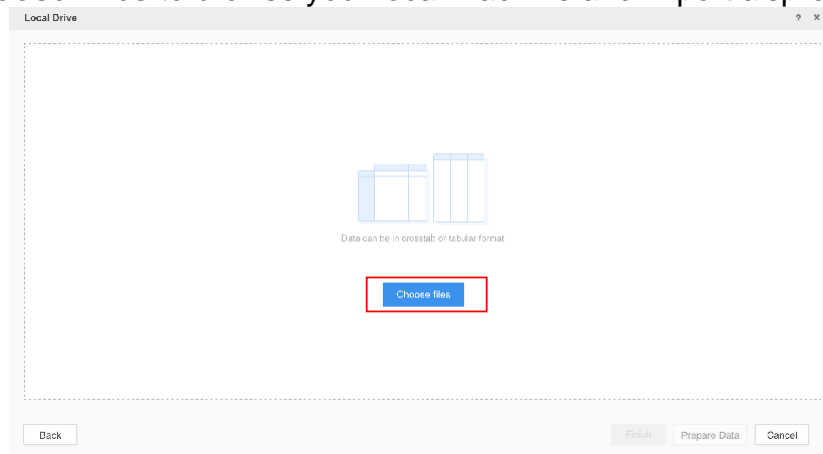 Local Drive ? ×
Data can be in crosstab or tabular format
Choose files
Back Finish Prepare Data Cancel